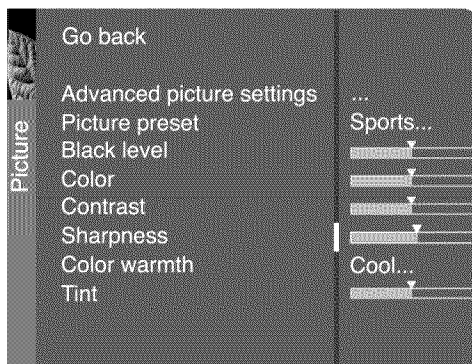 Go back
Advanced picture settings ...
Picture preset Sports...
Black level
Color
Contrast
Sharpness
Color warmth Cool...
Tint
Picture